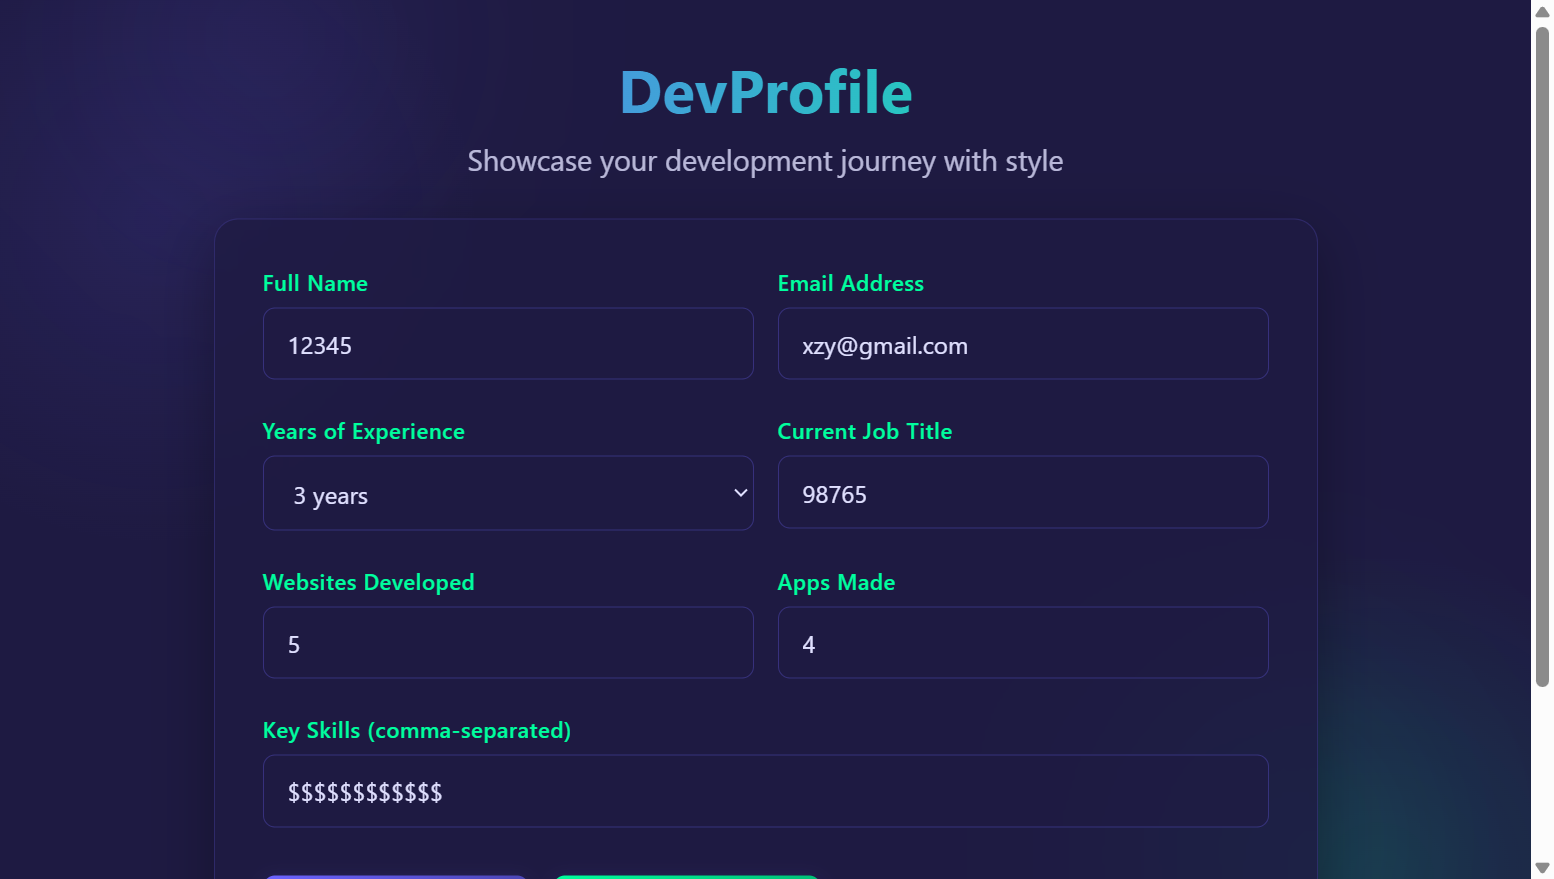 DevProfile
Showcase your development journey with style
Full Name
Email Address
12345
xzy@gmail.com
Years of Experience
Current Job Title
3 years
98765
Websites Developed
Apps Made
5
4
Key Skills (comma-separated)
$$$$$$$$$$$$